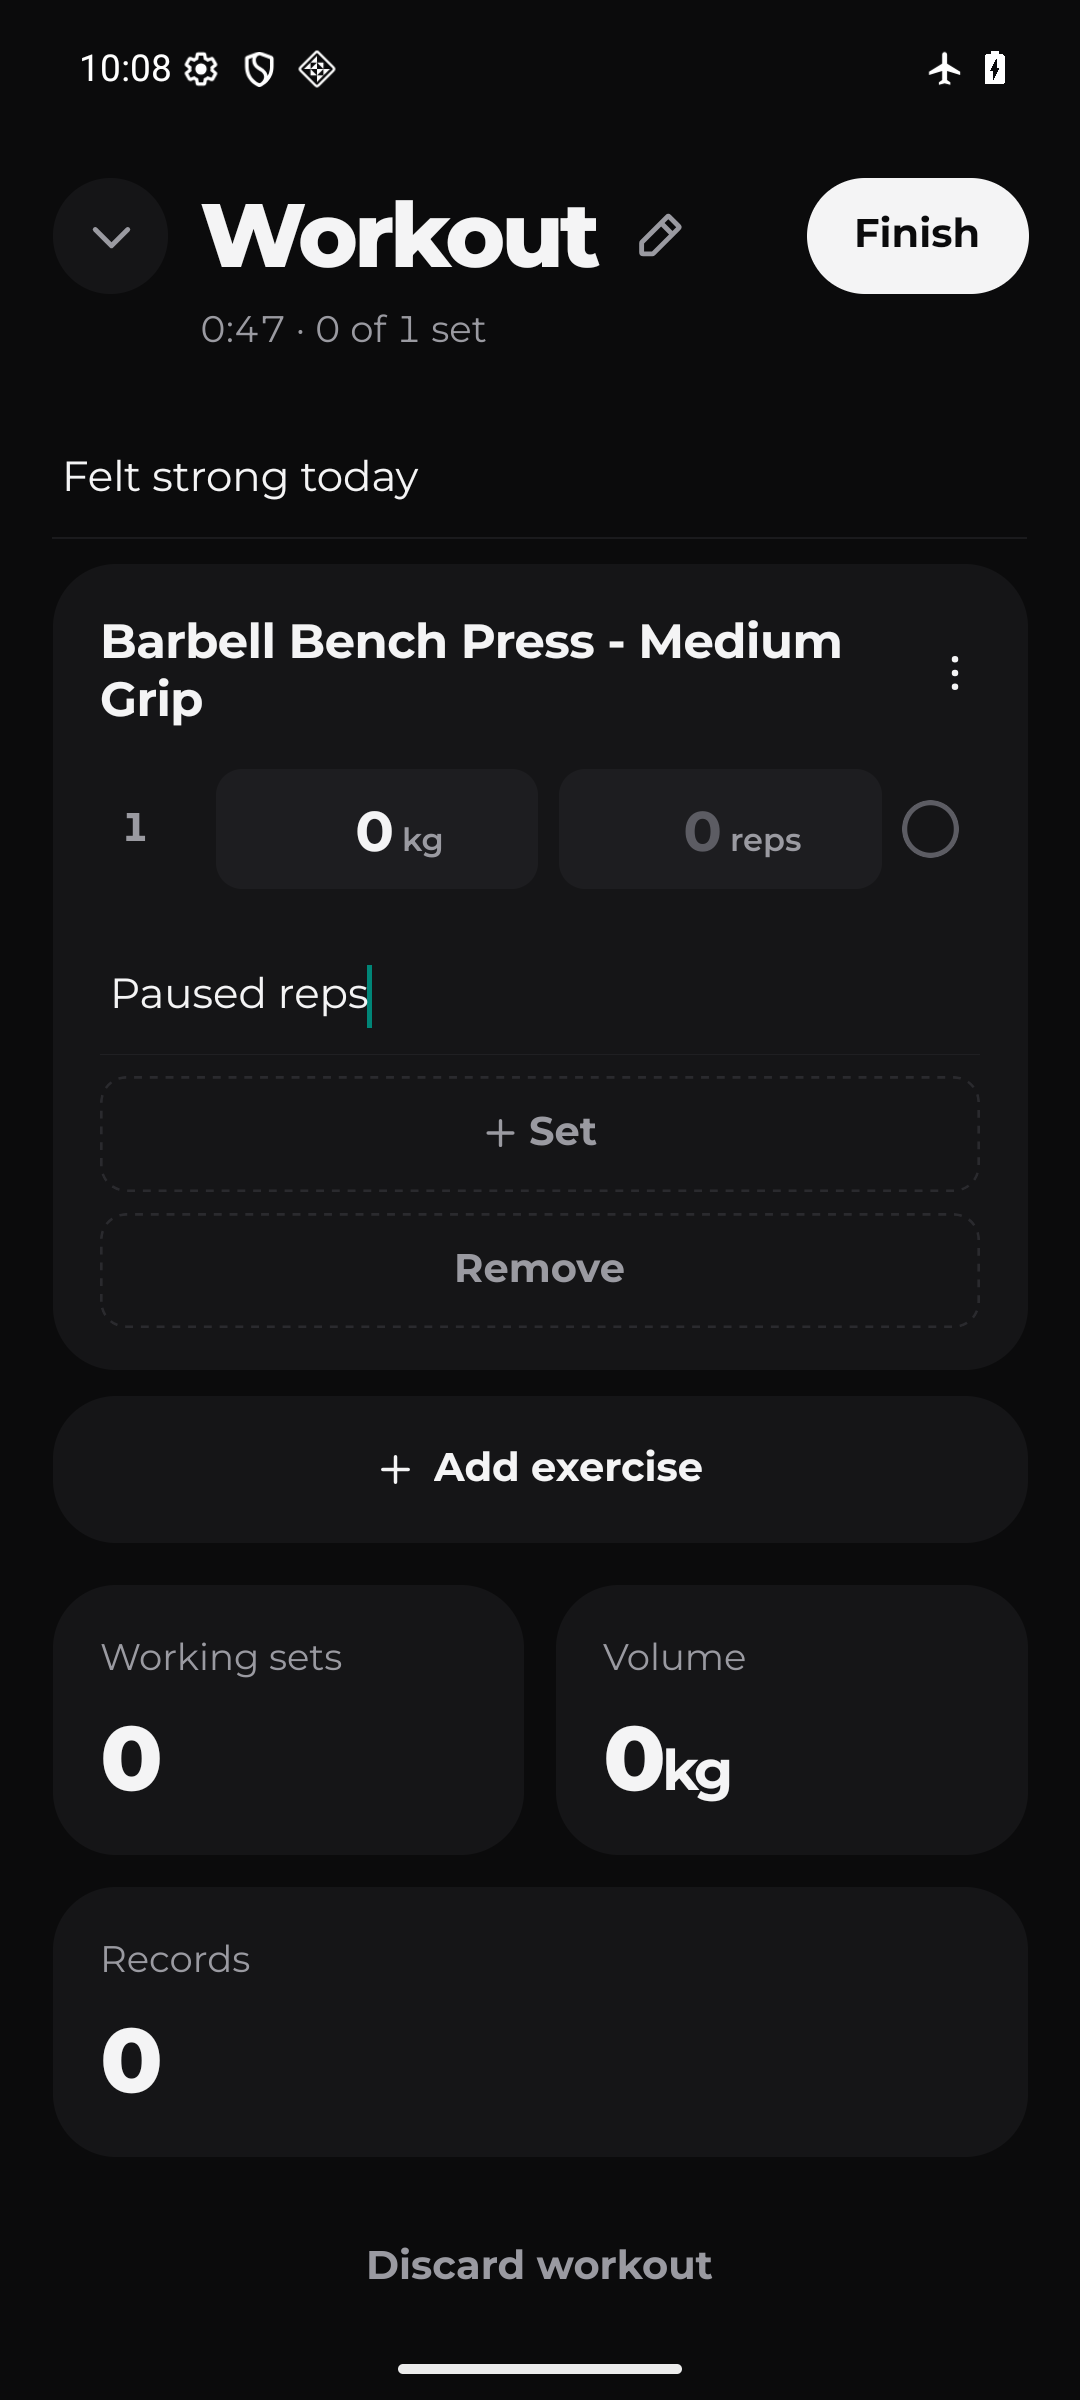 10:08
Workout
Finish
0:47 · 0 of 1 set
Felt strong today
Barbell Bench Press - Medium
Grip
1
0 kg
0 reps
Paused reps
+ Set
Remove
+ Add exercise
Working sets
0
Volume
0kg
Records
0
Discard workout